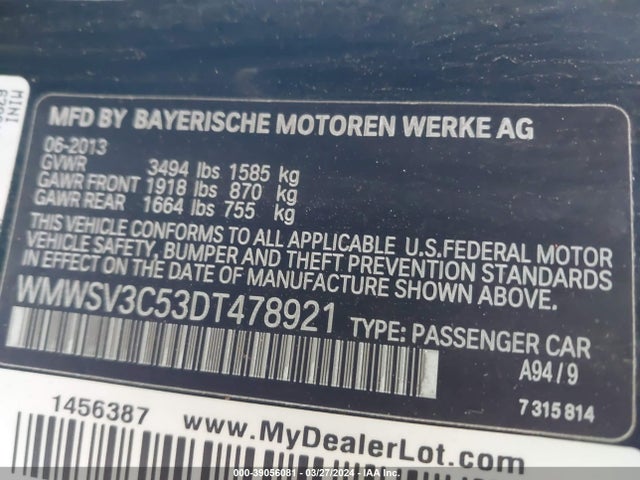 MINI
MFD BY BAYERISCHE MOTOREN WERKE AG
06-2013
GVWR 3494 lbs 1585 kg
GAWR FRONT 1918 lbs 870 kg
GAWR REAR 1664 lbs 755 kg
THIS VEHICLE CONFORMS TO ALL APPLICABLE U.S.FEDERAL MOTOR
VEHICLE SAFETY, BUMPER AND THEFT PREVENTION STANDARDS
IN EFFECT ON THE DATE OF MANUFACTURE SHOWN ABOVE.
WMWSV3C53DT478921 TYPE: PASSENGER CAR
A94 / 9
7 315 814
1456387 www.MyDealerLot.com
000-39056081 - 03/27/2024 - IAA Inc.